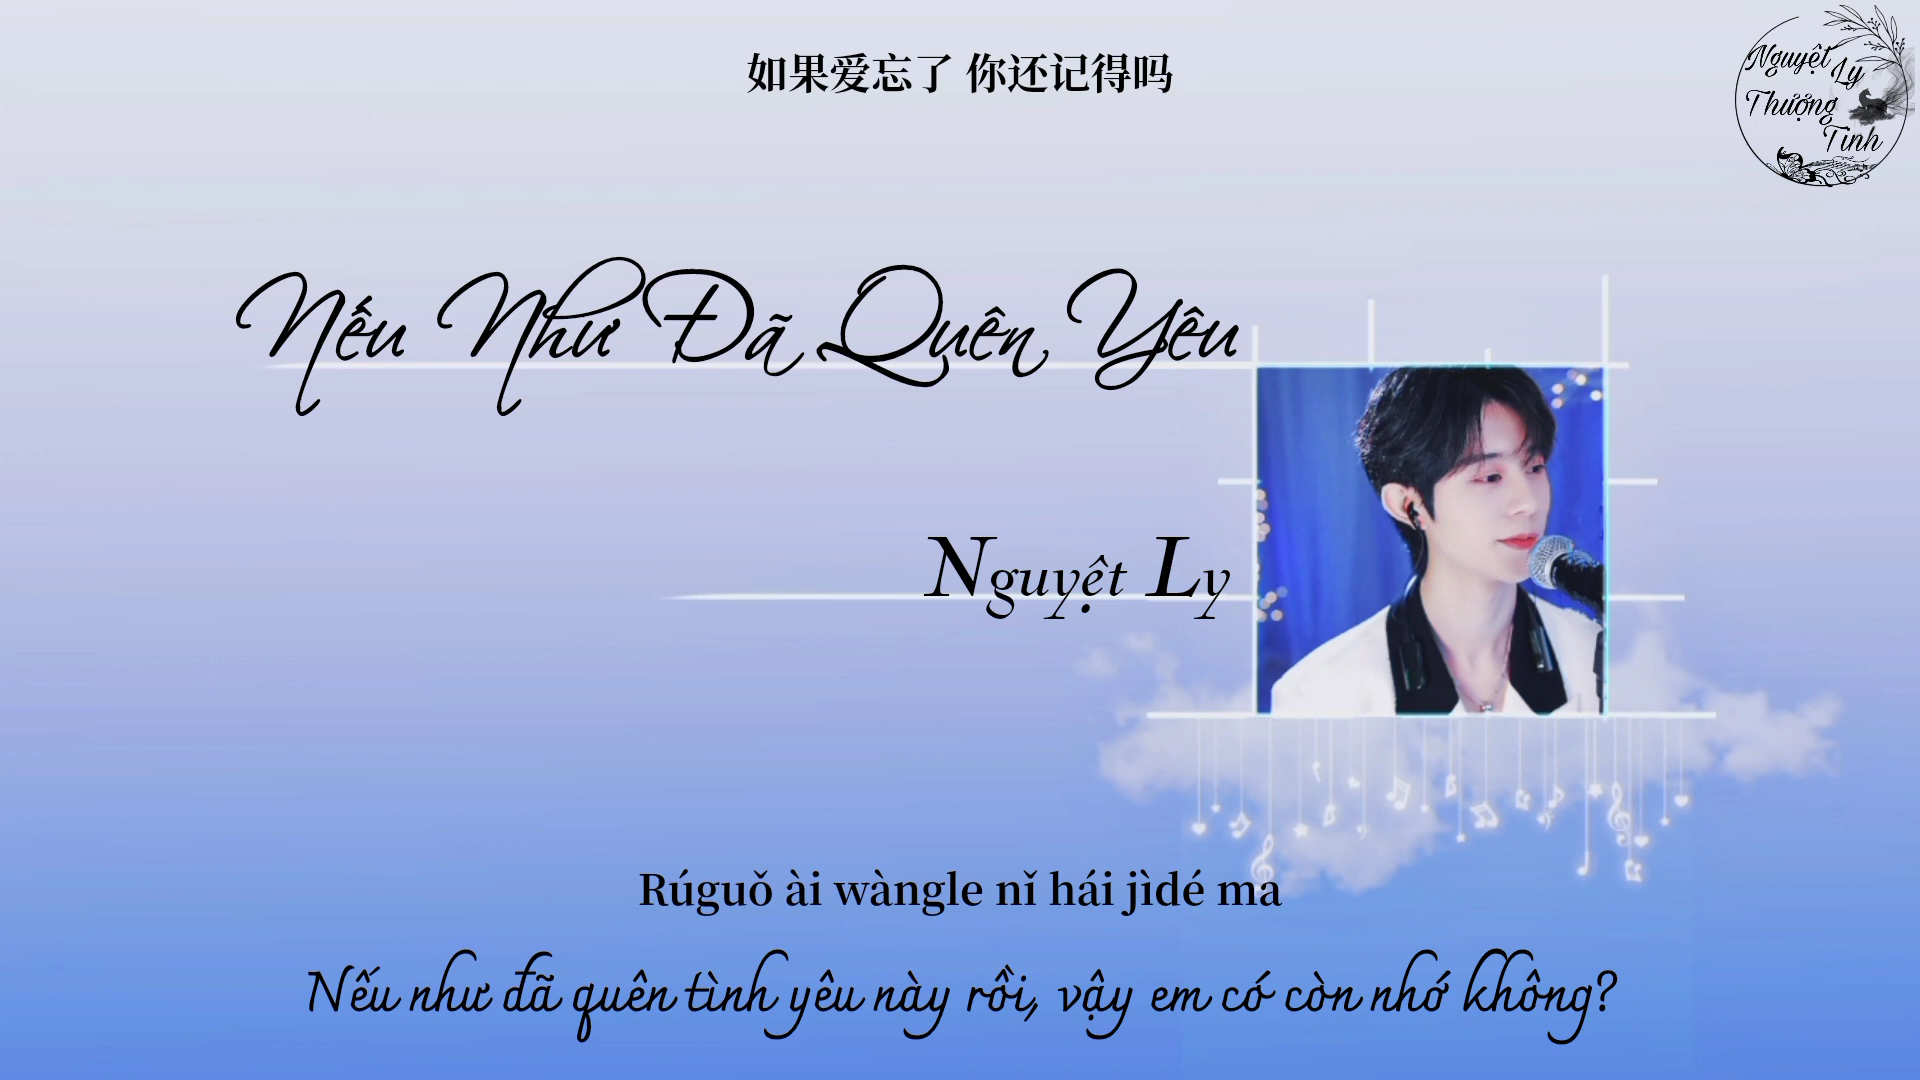 如果爱忘了 你还记得吗
Nguyệt
Ly
Thượng
Tinh
Nếu Như Đã Quên Yêu
Nguyệt Ly
Rúguǒ ài wàngle nǐ hái jìdé ma
Nếu như đã quên tình yêu này rồi, vậy em có còn nhớ không?